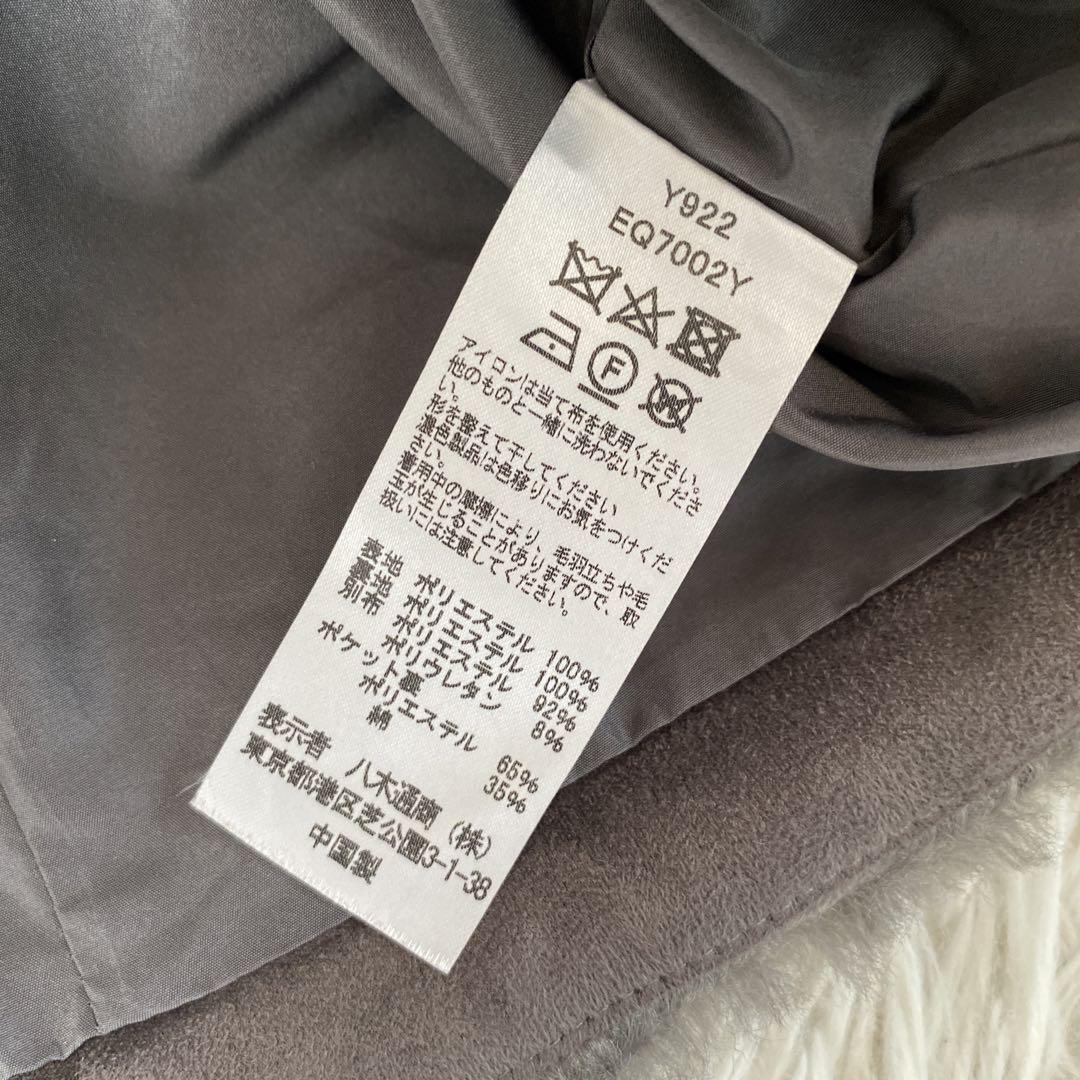 Y922
EQ7002Y
F
W
アイロンは当て布を使用ください。
他のものと一緒に洗わないでくださ
い。
形を整えて干してください
濃色製品は色移りにお気をつけくだ
さい。
着用中の摩擦により、毛羽立ちや毛
玉が生じることがありますので、取
扱いには注意してください。
表地 ポリエステル 100%
裏地 ポリエステル 100%
別布 ポリエステル 92%
ポリウレタン 8%
ポケット裏
ポリエステル 65%
綿 35%
表示者 八木通商(株)
東京都港区芝公園3-1-38
中国製